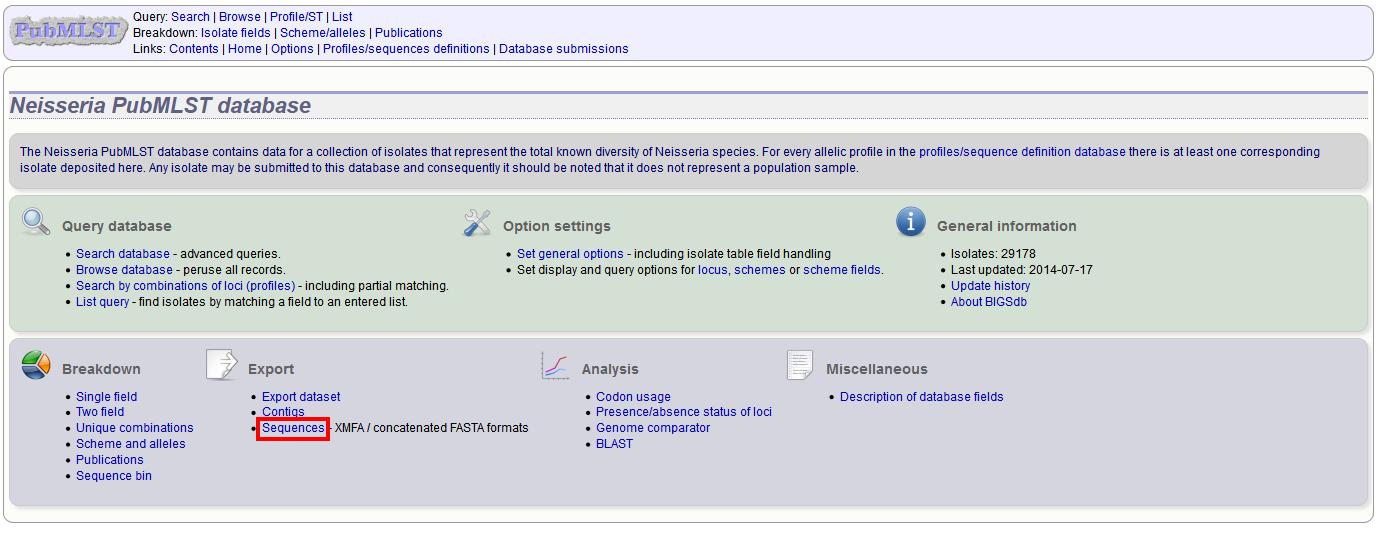 PubMLST
Query: Search | Browse | Profile/ST | List
Breakdown: Isolate fields | Scheme/alleles | Publications
Links: Contents | Home | Options | Profiles/sequences definitions | Database submissions
Neisseria PubMLST database
The Neisseria PubMLST database contains data for a collection of isolates that represent the total known diversity of Neisseria species. For every allelic profile in the profiles/sequence definition database there is at least one corresponding
isolate deposited here. Any isolate may be submitted to this database and consequently it should be noted that it does not represent a population sample.
Query database
Search database - advanced queries.
Browse database - peruse all records.
Search by combinations of loci (profiles) - including partial matching.
List query - find isolates by matching a field to an entered list.
Option settings
Set general options - including isolate table field handling
Set display and query options for locus, schemes or scheme fields.
General information
Isolates: 29178
Last updated: 2014-07-17
Update history
About BIGSdb
Breakdown
Single field
Two field
Unique combinations
Scheme and alleles
Publications
Sequence bin
Export
Export dataset
Contigs
Sequences - XMFA / concatenated FASTA formats
Analysis
Codon usage
Presence/absence status of loci
Genome comparator
BLAST
Miscellaneous
Description of database fields